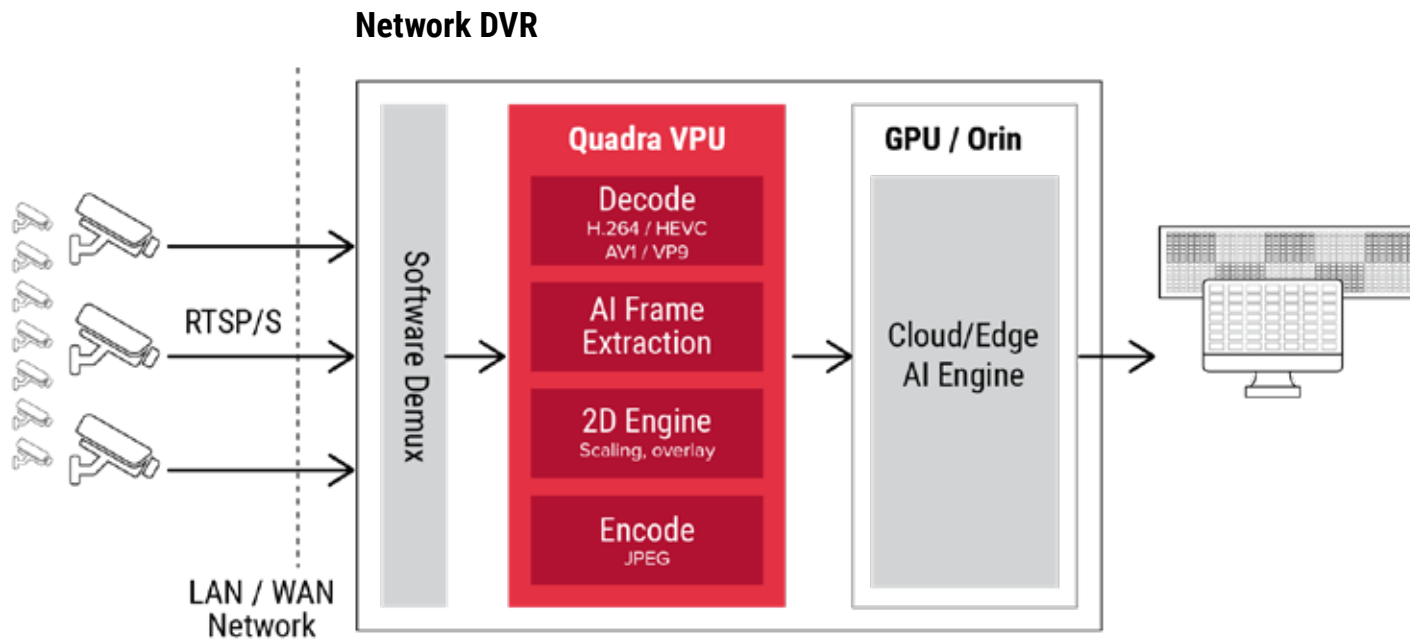 Network DVR
RTSP/S
LAN / WAN
Network
Software Demux
Quadra VPU
Decode
H.264 / HEVC
AV1 / VP9
AI Frame
Extraction
2D Engine
Scaling, overlay
Encode
JPEG
GPU / Orin
Cloud/Edge
AI Engine